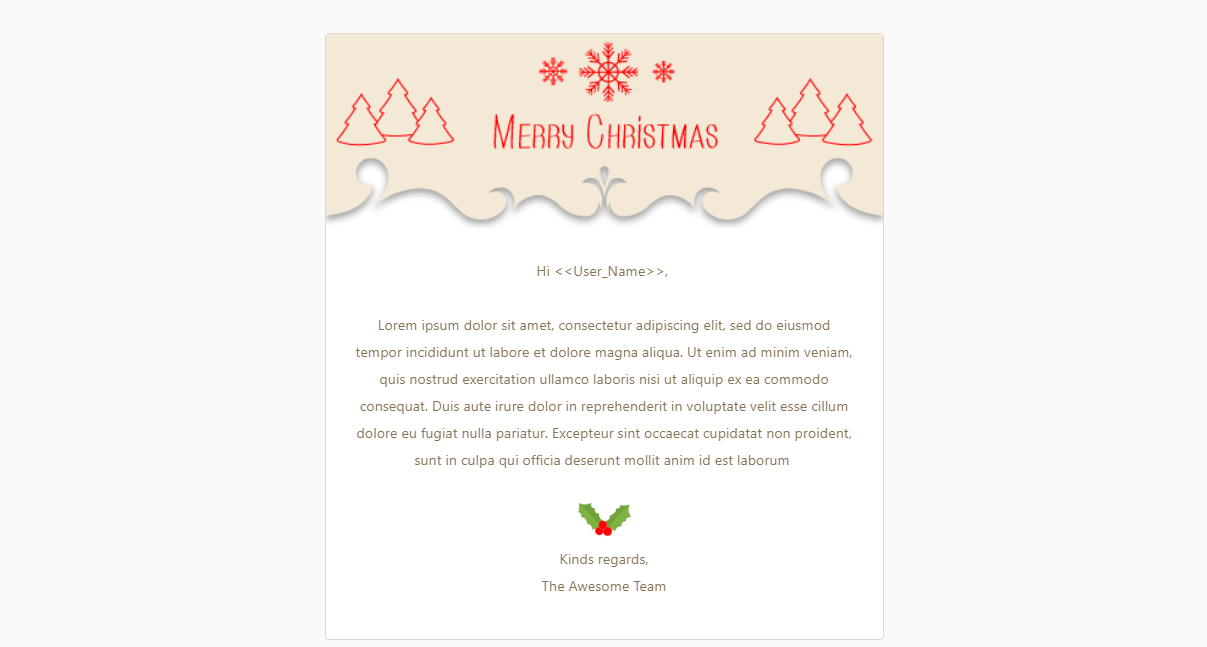 Merry Christmas
Hi <<User_Name>>,
Lorem ipsum dolor sit amet, consectetur adipiscing elit, sed do eiusmod
tempor incididunt ut labore et dolore magna aliqua. Ut enim ad minim veniam,
quis nostrud exercitation ullamco laboris nisi ut aliquip ex ea commodo
consequat. Duis aute irure dolor in reprehenderit in voluptate velit esse cillum
dolore eu fugiat nulla pariatur. Excepteur sint occaecat cupidatat non proident,
sunt in culpa qui officia deserunt mollit anim id est laborum
Kinds regards,
The Awesome Team